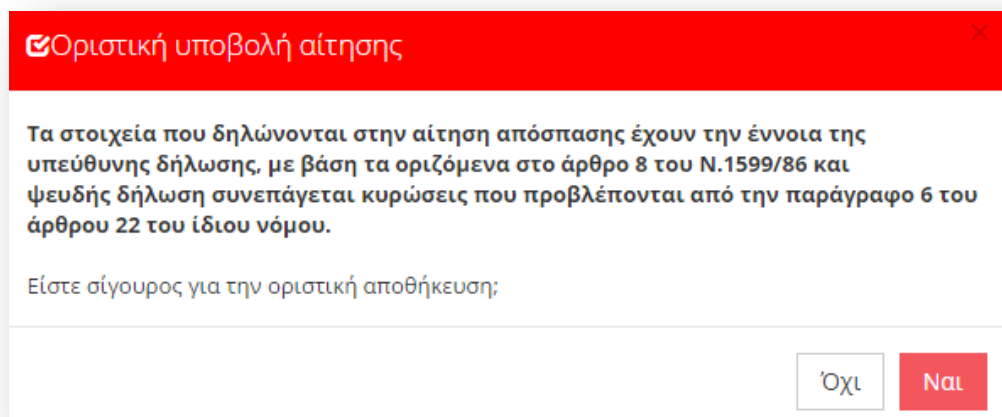 Οριστική υποβολή αίτησης
×
Τα στοιχεία που δηλώνονται στην αίτηση απόσπασης έχουν την έννοια της
υπεύθυνης δήλωσης, με βάση τα οριζόμενα στο άρθρο 8 του Ν.1599/86 και
ψευδής δήλωση συνεπάγεται κυρώσεις που προβλέπονται από την παράγραφο 6 του
άρθρου 22 του ίδιου νόμου.
Είστε σίγουρος για την οριστική αποθήκευση;
Όχι
Ναι